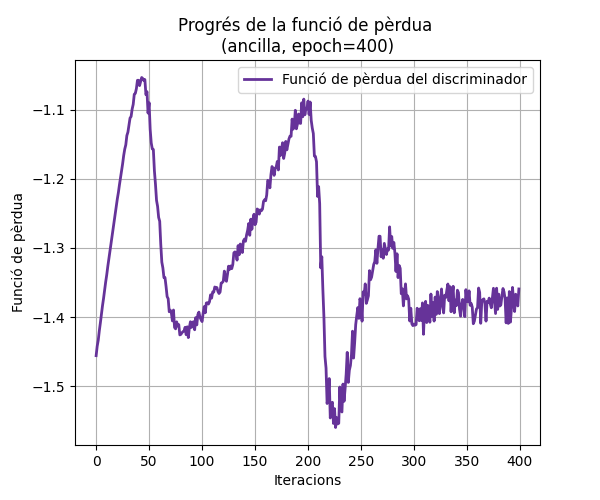 Progrés de la funció de pèrdua
(ancilla, epoch=400)
Funció de pèrdua del discriminador
Funció de pèrdua
−1.1
−1.2
−1.3
−1.4
−1.5
0 50 100 150 200 250 300 350 400
Iteracions